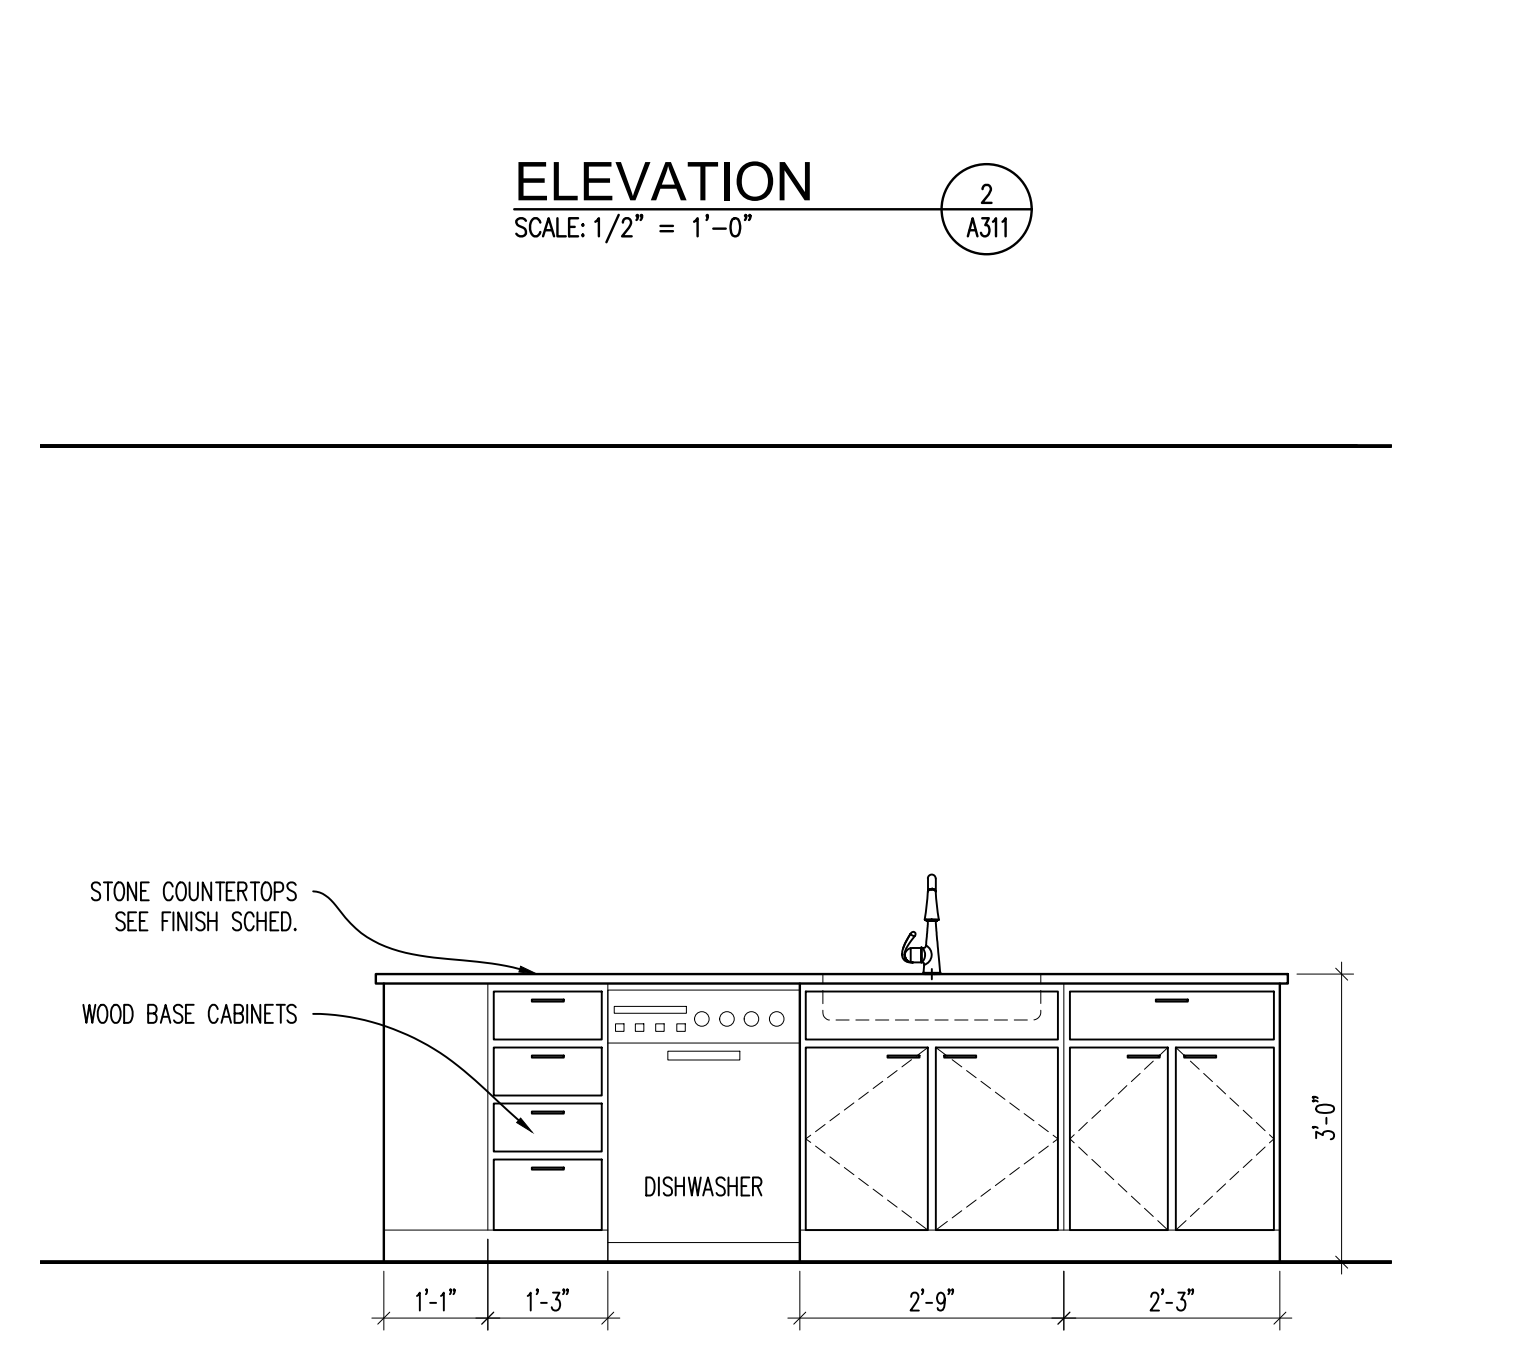 ELEVATION
SCALE: 1/2" = 1'-0"
2
A311
STONE COUNTERTOPS
SEE FINISH SCHED.
WOOD BASE CABINETS
DISHWASHER
3'-0"
1'-1"
1'-3"
2'-9"
2'-3"